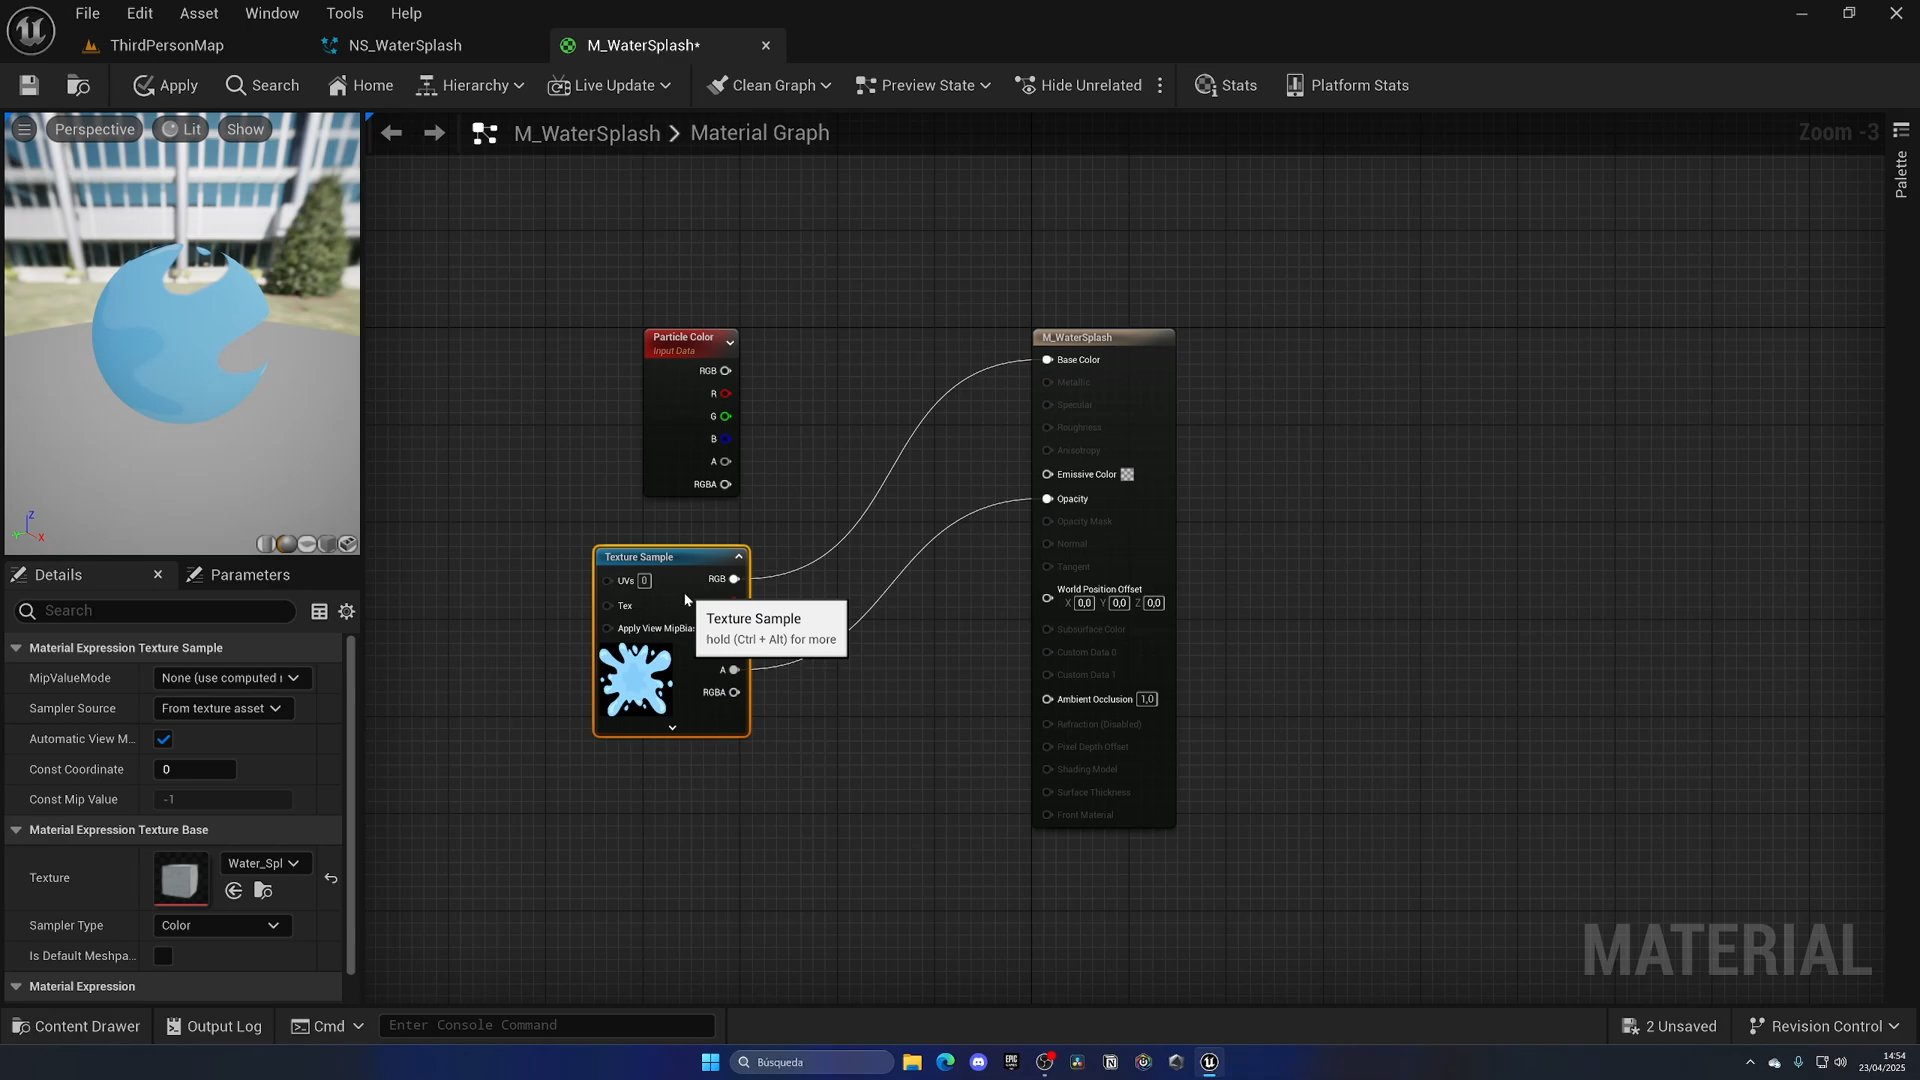 File Edit Asset Window Tools Help
ThirdPersonMap NS_WaterSplash M_WaterSplash*
Apply Search Home Hierarchy Live Update Clean Graph Preview State Hide Unrelated Stats Platform Stats
Perspective Lit Show
M_WaterSplash > Material Graph Zoom -3
Palette
Particle Color
Input Data
RGB
R
G
B
A
RGBA
Texture Sample
UVs 0 RGB
Tex
Apply View MipBias
A
RGBA
Texture Sample
hold (Ctrl + Alt) for more
M_WaterSplash
Base Color
Metallic
Specular
Roughness
Anisotropy
Emissive Color
Opacity
Opacity Mask
Normal
Tangent
World Position Offset
X 0,0 Y 0,0 Z 0,0
Subsurface Color
Custom Data 0
Custom Data 1
Ambient Occlusion 1,0
Refraction (Disabled)
Pixel Depth Offset
Shading Model
Surface Thickness
Front Material
Z
X
Details Parameters
Search
Material Expression Texture Sample
MipValueMode None (use computed
Sampler Source From texture asset
Automatic View M...
Const Coordinate 0
Const Mip Value -1
Material Expression Texture Base
Texture Water_Spl
Sampler Type Color
Is Default Meshpa...
Material Expression
MATERIAL
Content Drawer Output Log Cmd Enter Console Command 2 Unsaved Revision Control
Búsqueda
EPIC
14:54
23/04/2025